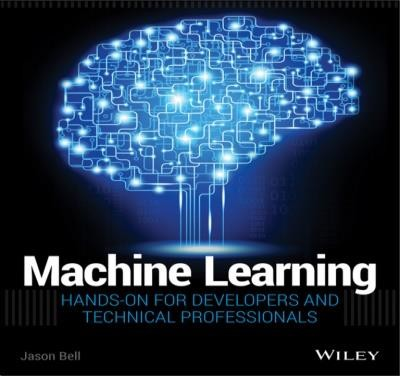 Machine Learning
HANDS-ON FOR DEVELOPERS AND
TECHNICAL PROFESSIONALS
Jason Bell
WILEY